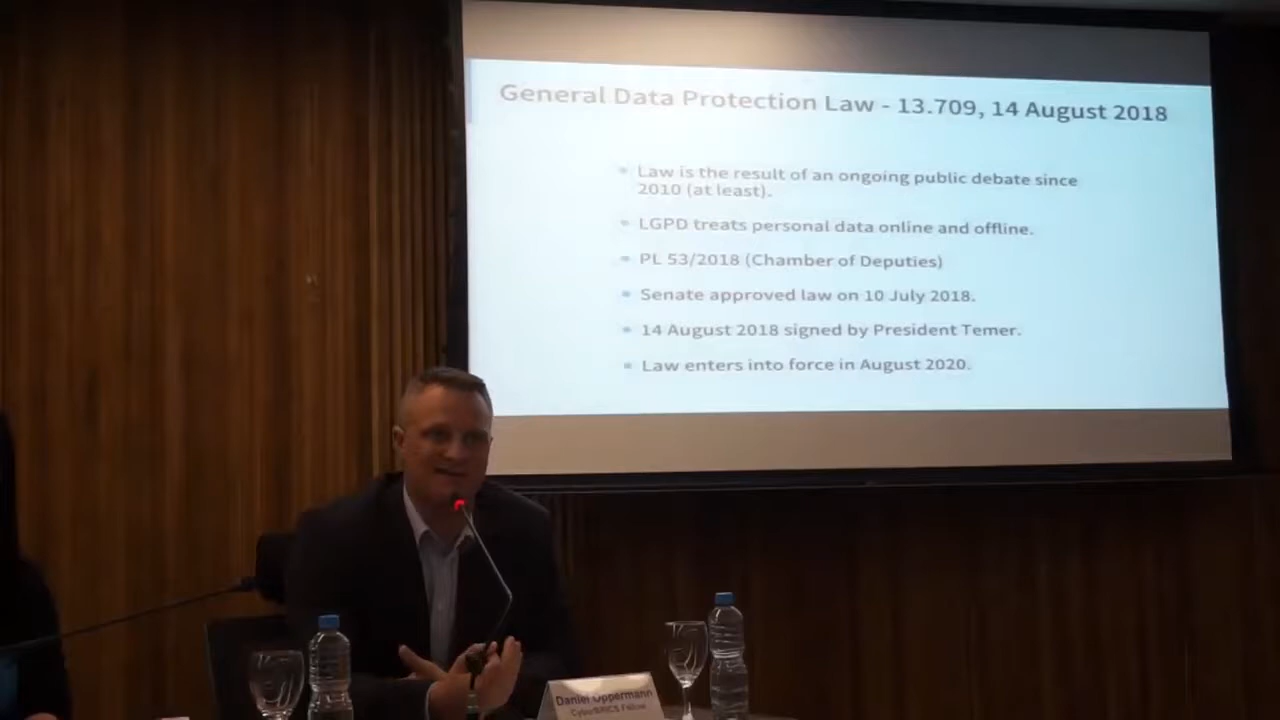 General Data Protection Law - 13.709, 14 August 2018
Law is the result of an ongoing public debate since
2010 (at least).
LGPD treats personal data online and offline.
PL 53/2018 (Chamber of Deputies)
Senate approved law on 10 July 2018.
14 August 2018 signed by President Temer.
Law enters into force in August 2020.
Daniel Oppermann
CyberBRICS Fellow